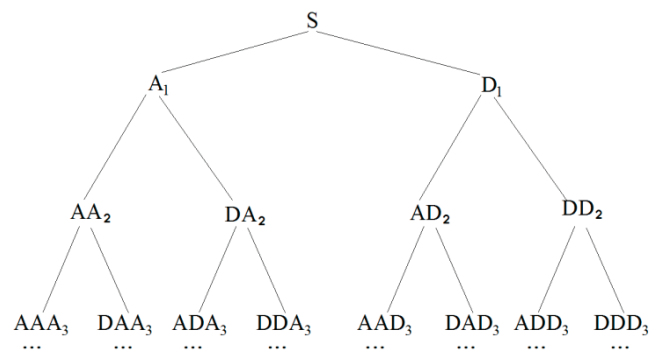 S
A₁ D₁
AA₂ DA₂ AD₂ DD₂
AAA₃ DAA₃ ADA₃ DDA₃ AAD₃ DAD₃ ADD₃ DDD₃
... ... ... ... ... ... ... ...